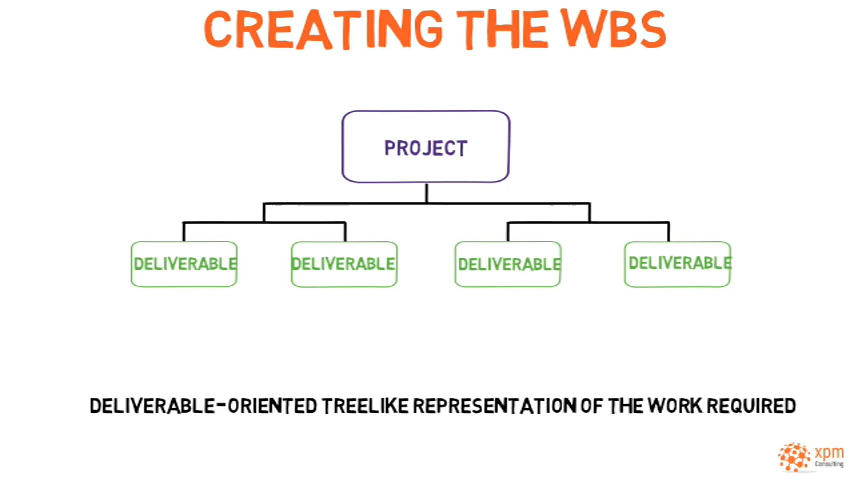 CREATING THE WBS
PROJECT
DELIVERABLE DELIVERABLE DELIVERABLE DELIVERABLE
DELIVERABLE-ORIENTED TREELIKE REPRESENTATION OF THE WORK REQUIRED
xpm
Consulting